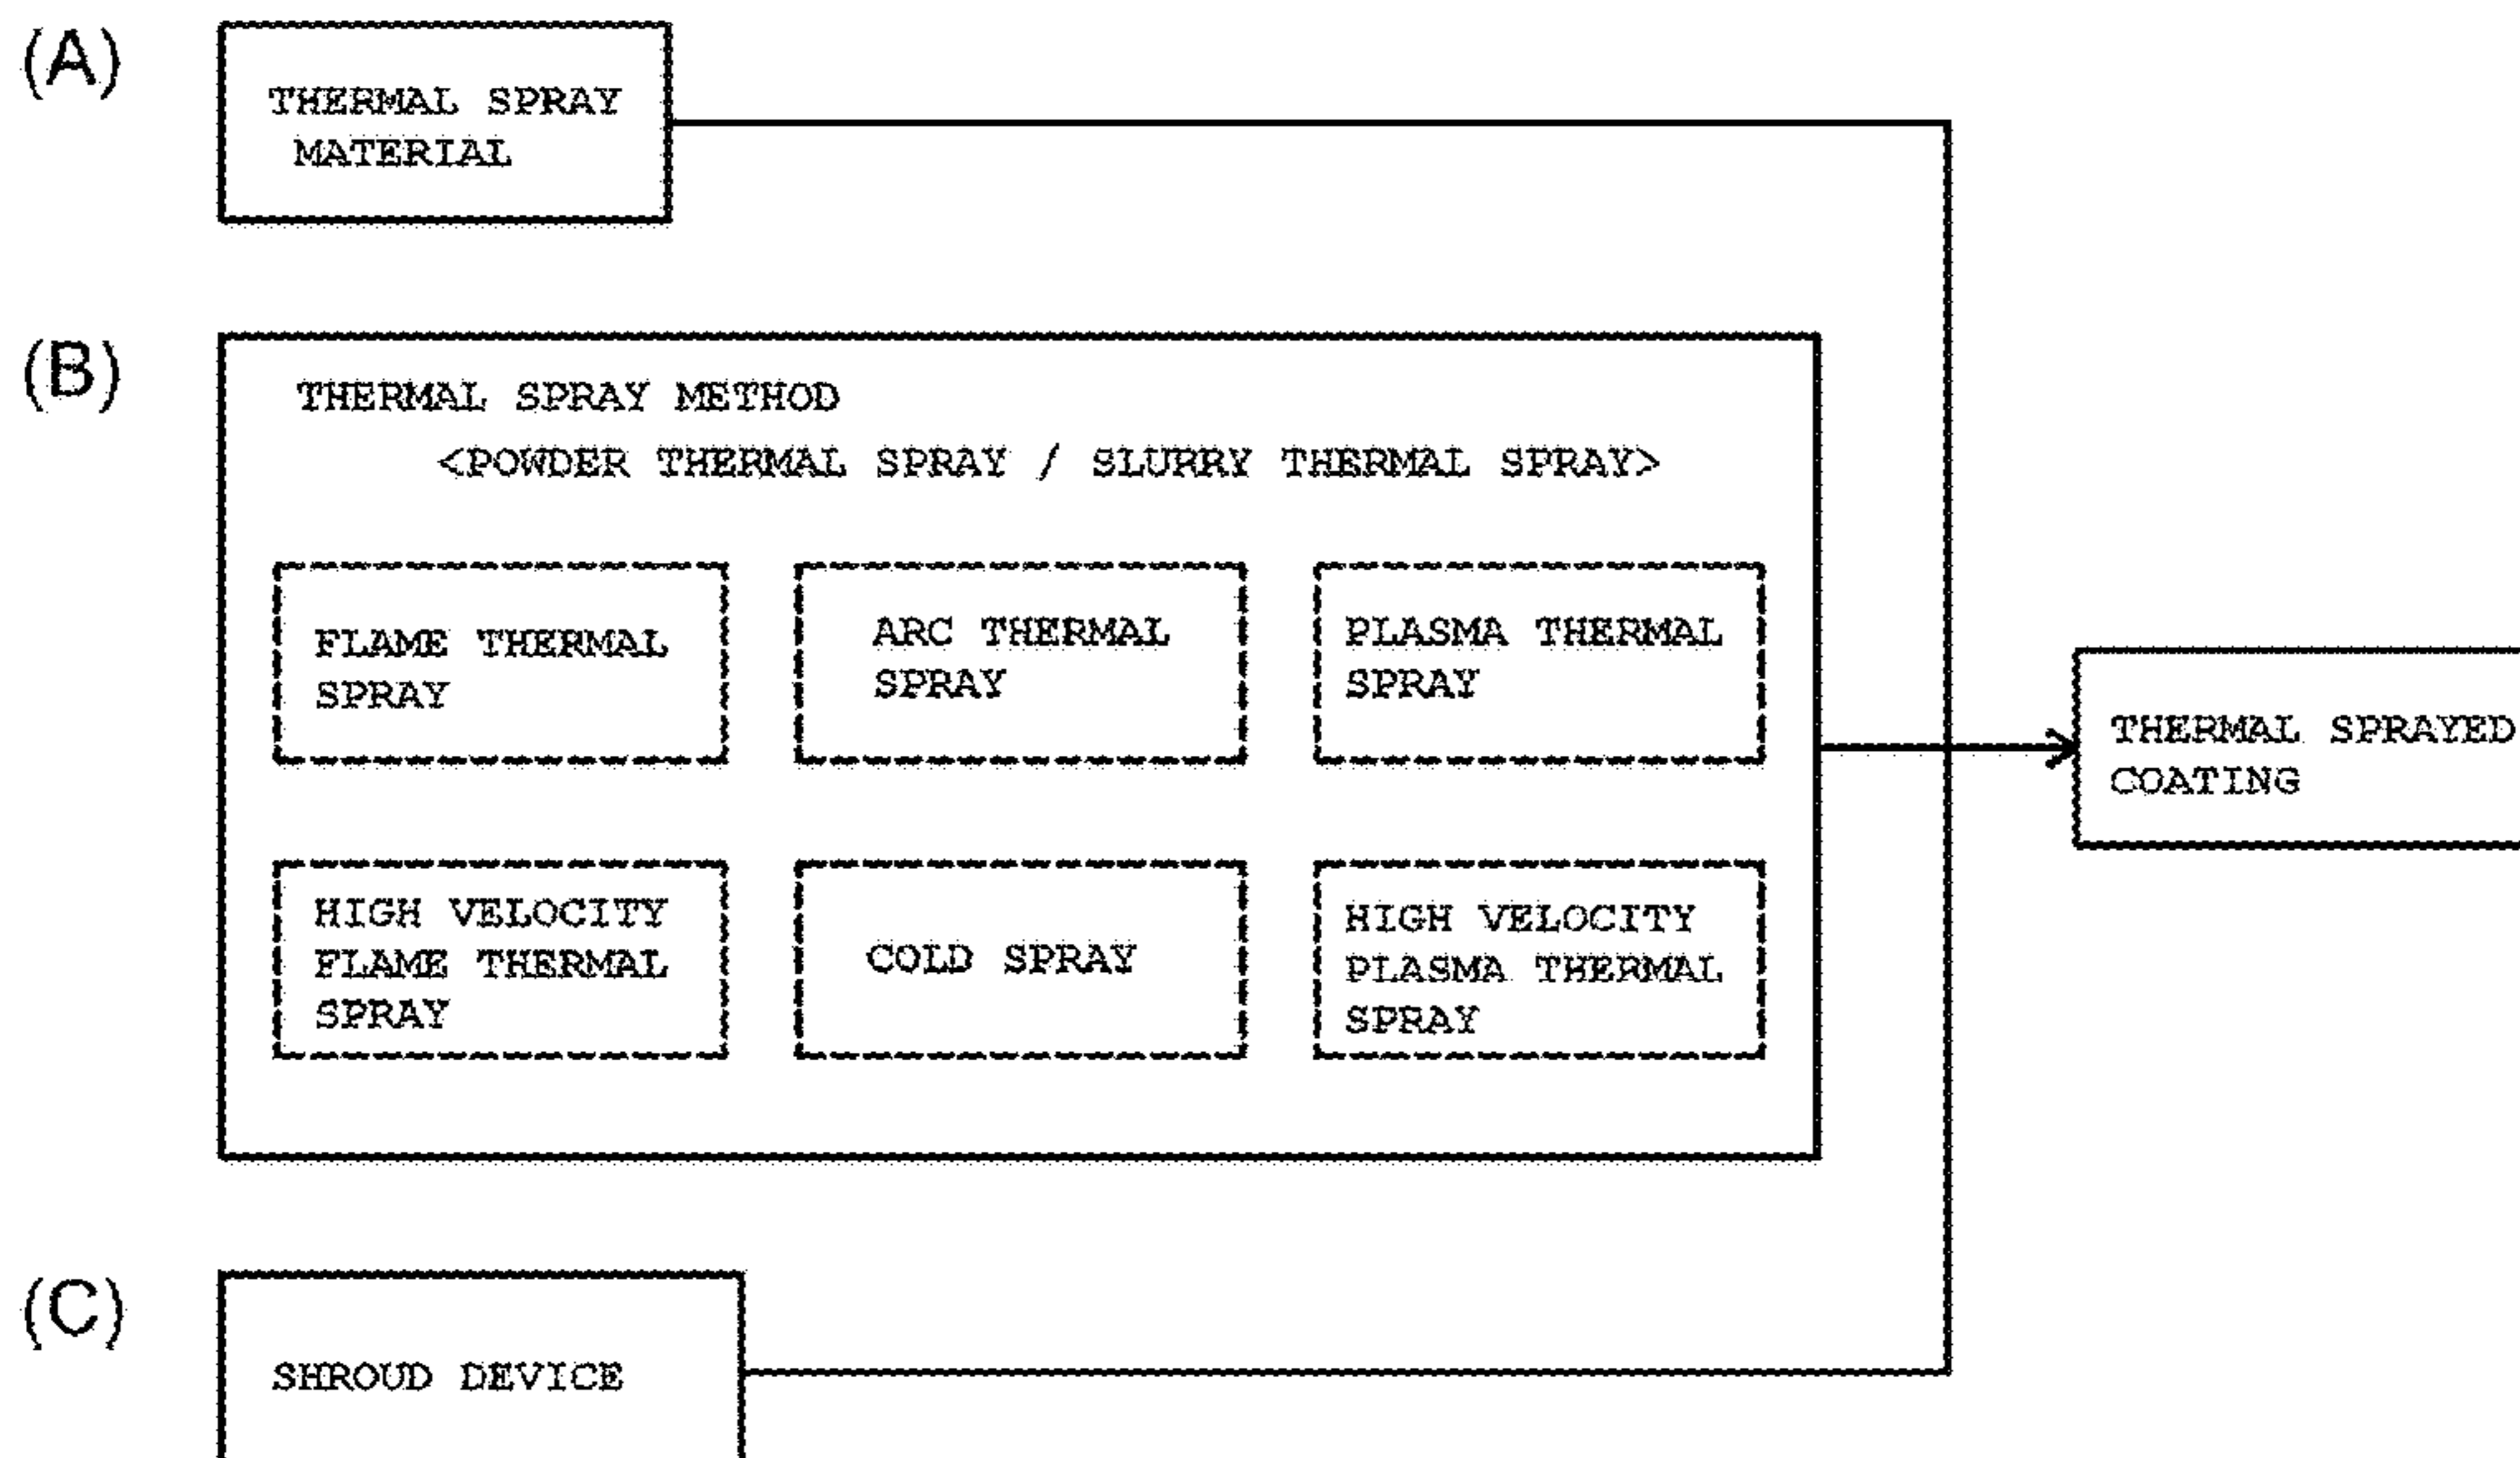 (A)
THERMAL SPRAY
MATERIAL
(B)
THERMAL SPRAY METHOD
<POWDER THERMAL SPRAY / SLURRY THERMAL SPRAY>
FLAME THERMAL
SPRAY
ARC THERMAL
SPRAY
PLASMA THERMAL
SPRAY
HIGH VELOCITY
FLAME THERMAL
SPRAY
COLD SPRAY
HIGH VELOCITY
PLASMA THERMAL
SPRAY
THERMAL SPRAYED
COATING
(C)
SHROUD DEVICE